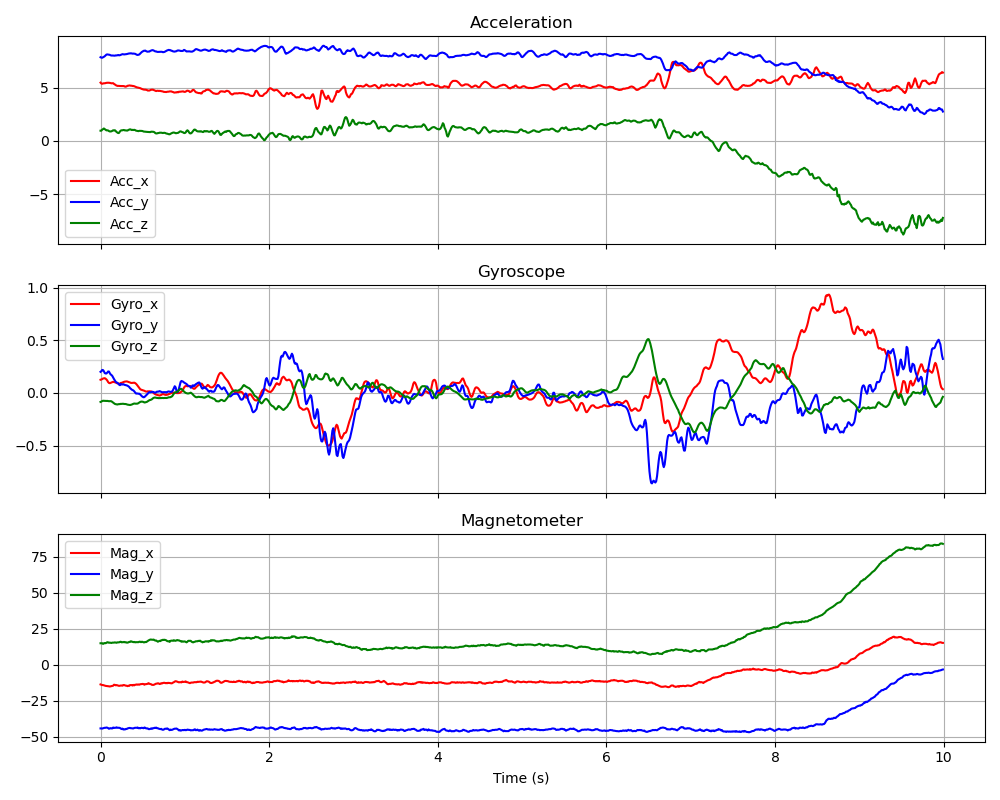 Acceleration
5
0
−5
Acc_x
Acc_y
Acc_z
Gyroscope
1.0
0.5
0.0
−0.5
Gyro_x
Gyro_y
Gyro_z
Magnetometer
75
50
25
0
−25
−50
Mag_x
Mag_y
Mag_z
0 2 4 6 8 10
Time (s)